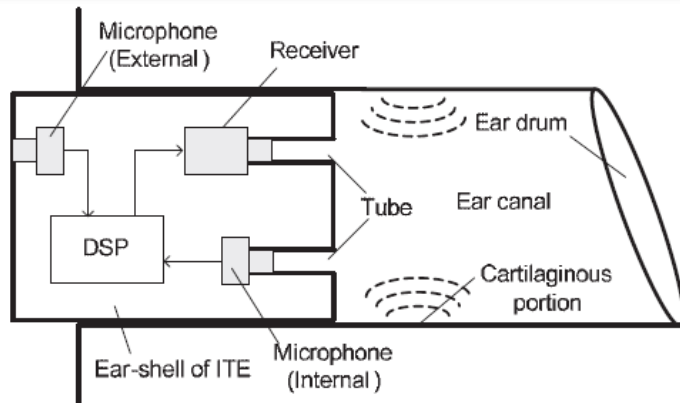 Microphone
(External )
Receiver
Ear drum
Tube
Ear canal
DSP
Cartilaginous
portion
Ear-shell of ITE
Microphone
(Internal )